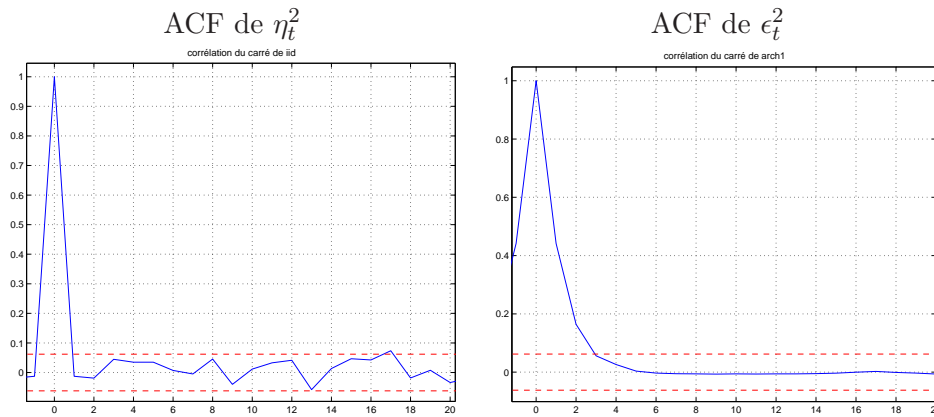 ACF de $\eta_t^2$
corrélation du carré de iid
1
0.9
0.8
0.7
0.6
0.5
0.4
0.3
0.2
0.1
0
0 2 4 6 8 10 12 14 16 18 20
ACF de $\epsilon_t^2$
corrélation du carré de arch1
1
0.8
0.6
0.4
0.2
0
0 2 4 6 8 10 12 14 16 18